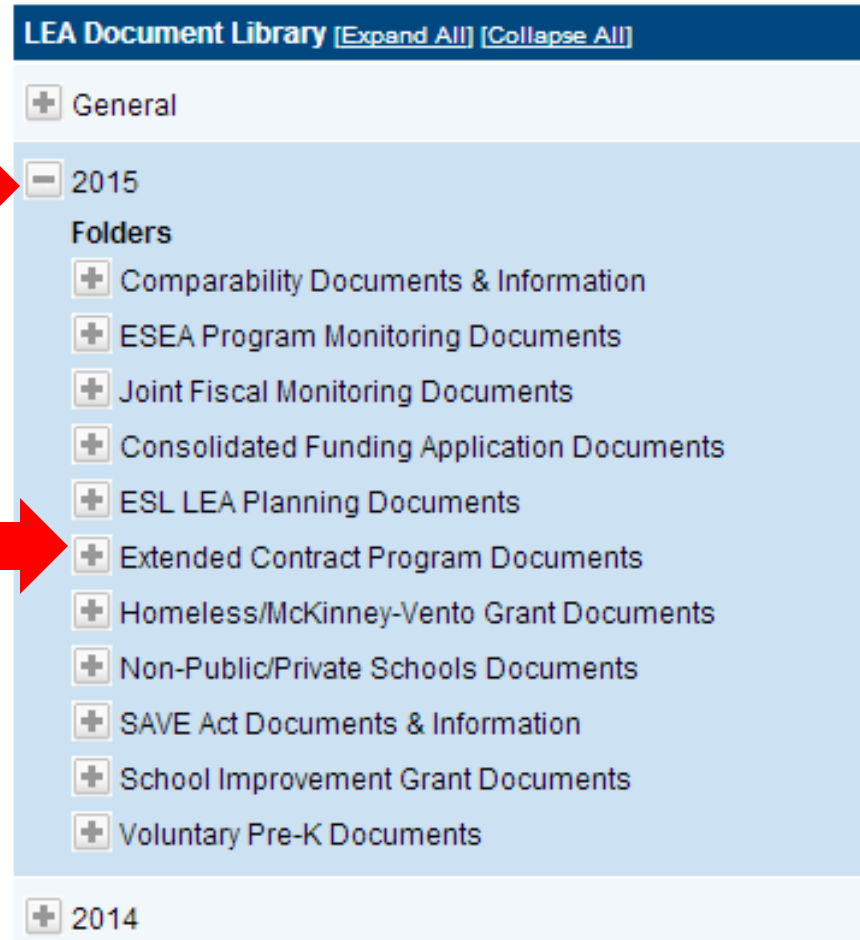 LEA Document Library [Expand All] [Collapse All]
General
2015
Folders
Comparability Documents & Information
ESEA Program Monitoring Documents
Joint Fiscal Monitoring Documents
Consolidated Funding Application Documents
ESL LEA Planning Documents
Extended Contract Program Documents
Homeless/McKinney-Vento Grant Documents
Non-Public/Private Schools Documents
SAVE Act Documents & Information
School Improvement Grant Documents
Voluntary Pre-K Documents
2014